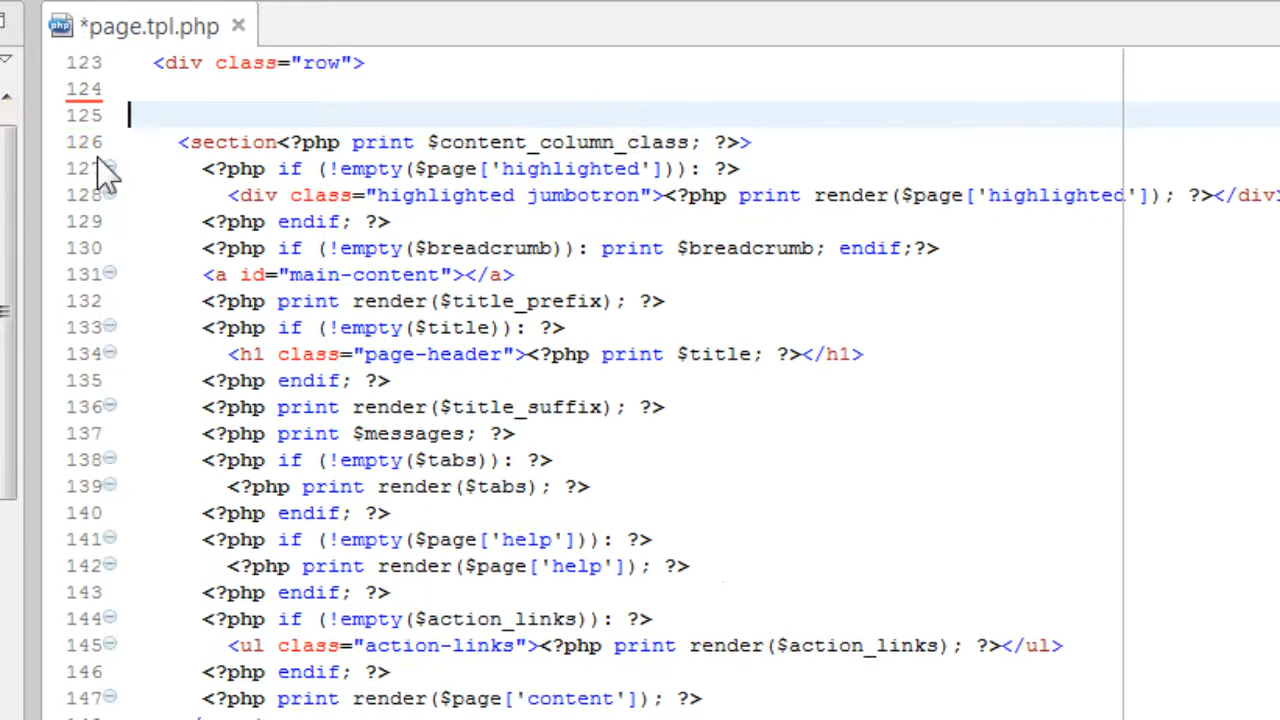 php *page.tpl.php
123 <div class="row">
124
125
126 <section<?php print $content_column_class; ?>>
127 <?php if (!empty($page['highlighted'])): ?>
128 <div class="highlighted jumbotron"><?php print render($page['highlighted']); ?></div>
129 <?php endif; ?>
130 <?php if (!empty($breadcrumb)): print $breadcrumb; endif;?>
131 <a id="main-content"></a>
132 <?php print render($title_prefix); ?>
133 <?php if (!empty($title)): ?>
134 <h1 class="page-header"><?php print $title; ?></h1>
135 <?php endif; ?>
136 <?php print render($title_suffix); ?>
137 <?php print $messages; ?>
138 <?php if (!empty($tabs)): ?>
139 <?php print render($tabs); ?>
140 <?php endif; ?>
141 <?php if (!empty($page['help'])): ?>
142 <?php print render($page['help']); ?>
143 <?php endif; ?>
144 <?php if (!empty($action_links)): ?>
145 <ul class="action-links"><?php print render($action_links); ?></ul>
146 <?php endif; ?>
147 <?php print render($page['content']); ?>